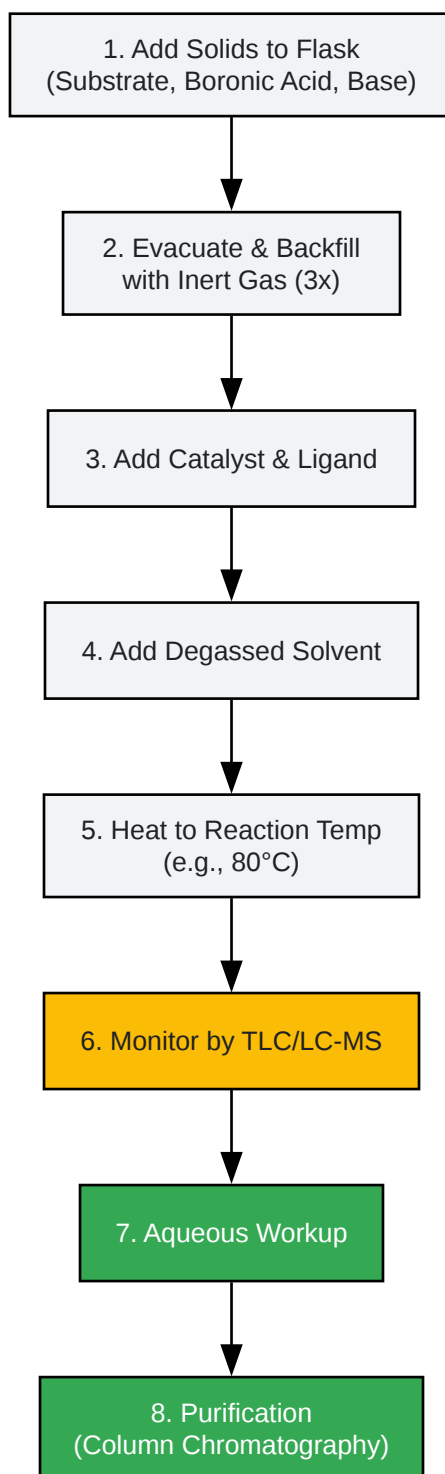 1. Add Solids to Flask
(Substrate, Boronic Acid, Base)
2. Evacuate & Backfill
with Inert Gas (3x)
3. Add Catalyst & Ligand
4. Add Degassed Solvent
5. Heat to Reaction Temp
(e.g., 80°C)
6. Monitor by TLC/LC-MS
7. Aqueous Workup
8. Purification
(Column Chromatography)